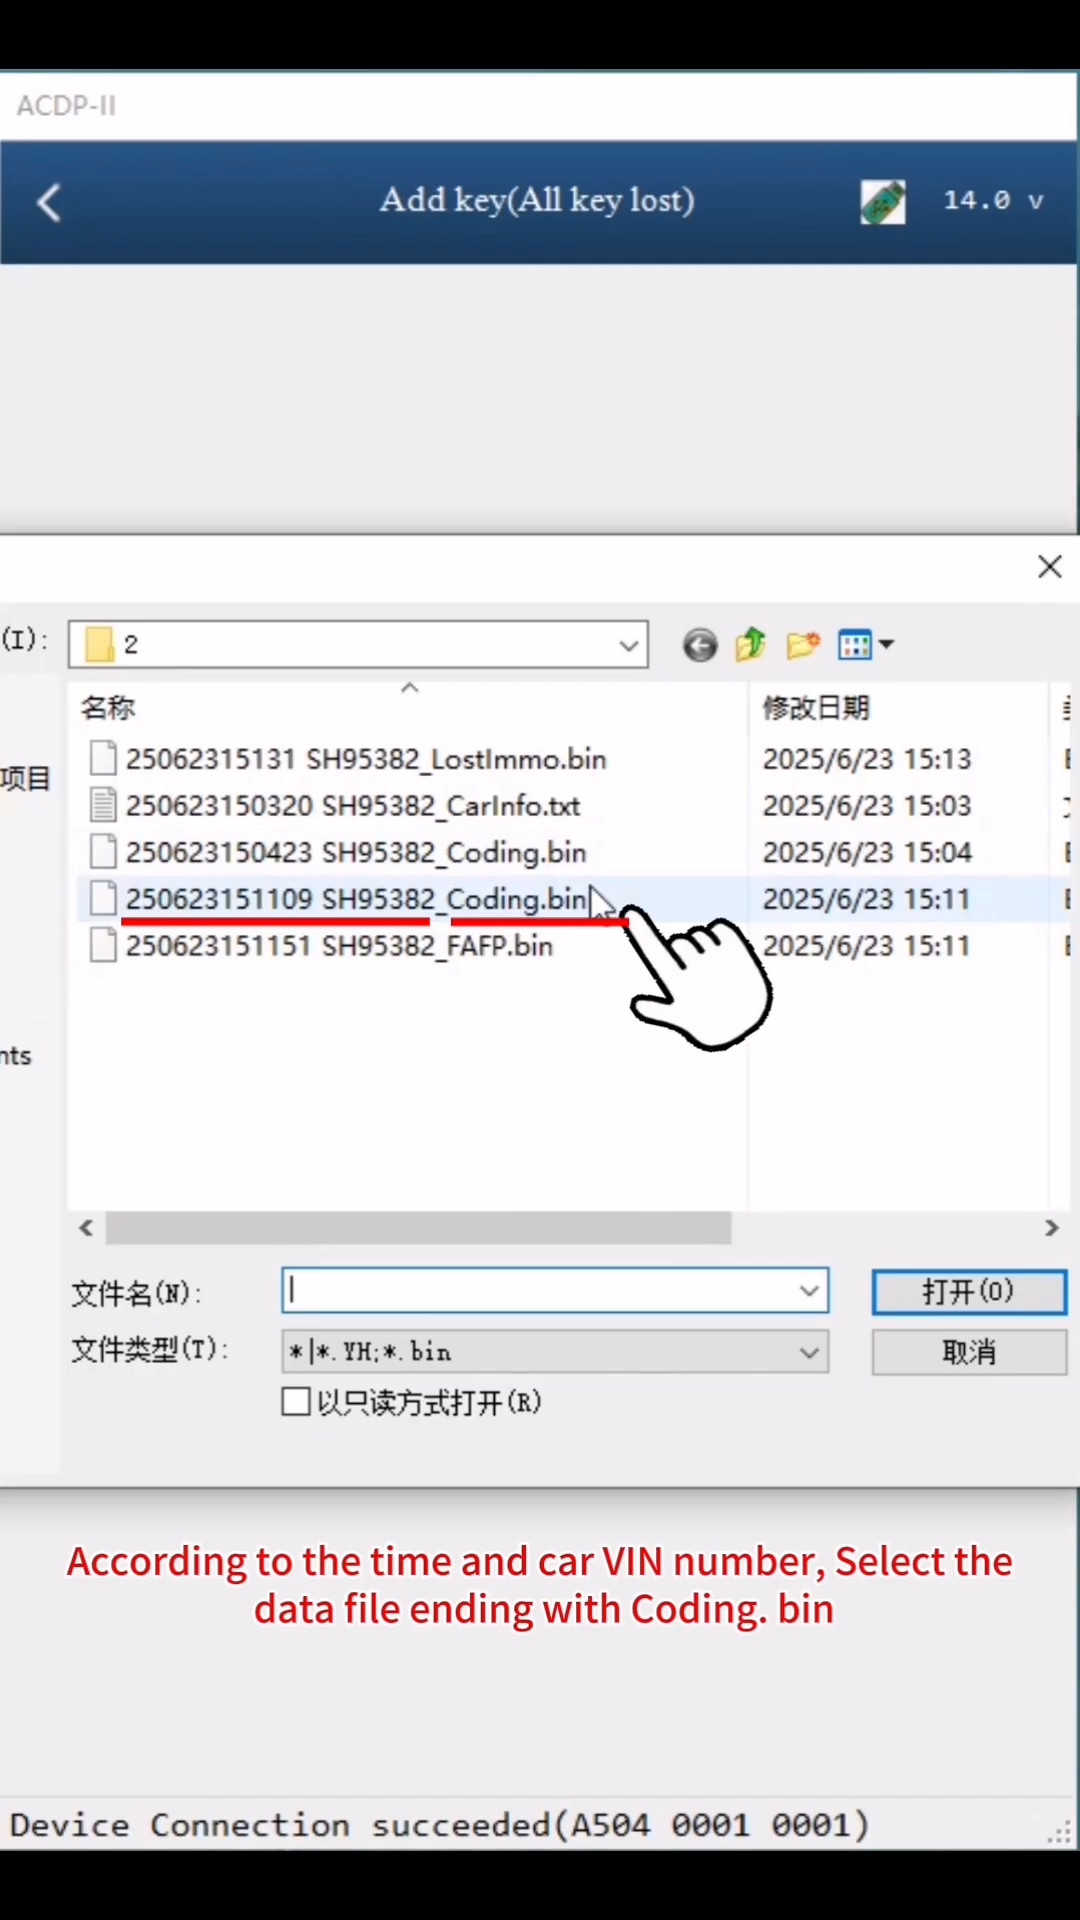 ACDP-II
Add key(All key lost)
14.0 v
(I):
2
名称
修改日期
25062315131 SH95382_LostImmo.bin
2025/6/23 15:13
项目
250623150320 SH95382_CarInfo.txt
2025/6/23 15:03
250623150423 SH95382_Coding.bin
2025/6/23 15:04
250623151109 SH95382_Coding.bin
2025/6/23 15:11
250623151151 SH95382_FAFP.bin
2025/6/23 15:11
nts
文件名(N):
打开(O)
文件类型(T):
*|*.YH;*.bin
取消
以只读方式打开(R)
According to the time and car VIN number, Select the
data file ending with Coding. bin
Device Connection succeeded(A504 0001 0001)